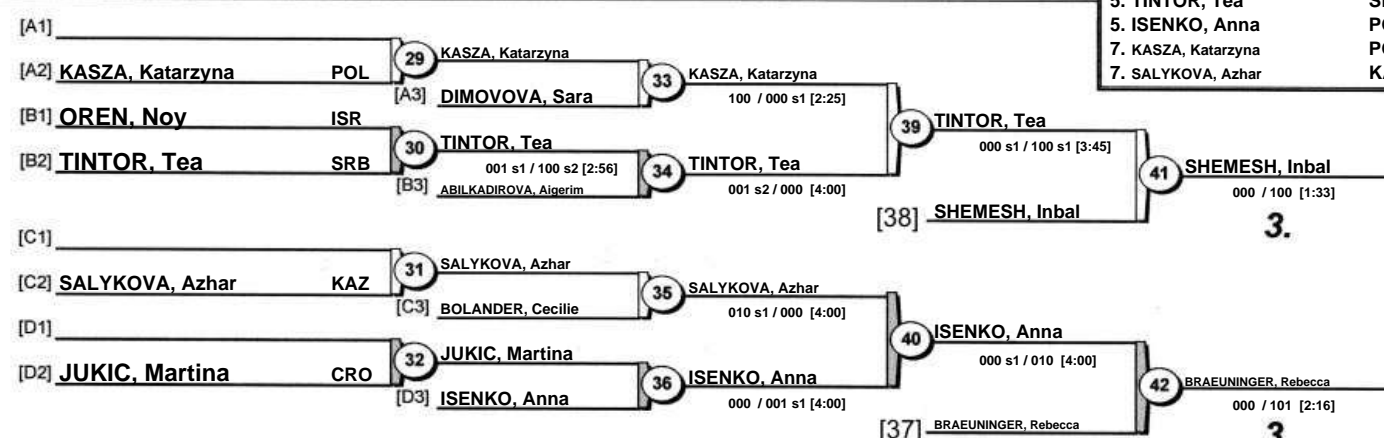 5. TINTOR, Tea
5. ISENKO, Anna
7. KASZA, Katarzyna
7. SALYKOVA, Azhar
[A1]
[A2] KASZA, Katarzyna POL
29
KASZA, Katarzyna
[A3] DIMOVOVA, Sara
33
KASZA, Katarzyna
100 / 000 s1 [2:25]
[B1] OREN, Noy ISR
[B2] TINTOR, Tea SRB
30
TINTOR, Tea
001 s1 / 100 s2 [2:56]
[B3] ABILKADIROVA, Aigerim
34
TINTOR, Tea
001 s2 / 000 [4:00]
39
TINTOR, Tea
000 s1 / 100 s1 [3:45]
[38] SHEMESH, Inbal
41
SHEMESH, Inbal
000 / 100 [1:33]
3.
[C1]
[C2] SALYKOVA, Azhar KAZ
31
SALYKOVA, Azhar
[C3] BOLANDER, Cecilie
35
SALYKOVA, Azhar
010 s1 / 000 [4:00]
[D1]
[D2] JUKIC, Martina CRO
32
JUKIC, Martina
[D3] ISENKO, Anna
36
ISENKO, Anna
000 / 001 s1 [4:00]
40
ISENKO, Anna
000 s1 / 010 [4:00]
[37] BRAEUNINGER, Rebecca
42
BRAEUNINGER, Rebecca
000 / 101 [2:16]
3